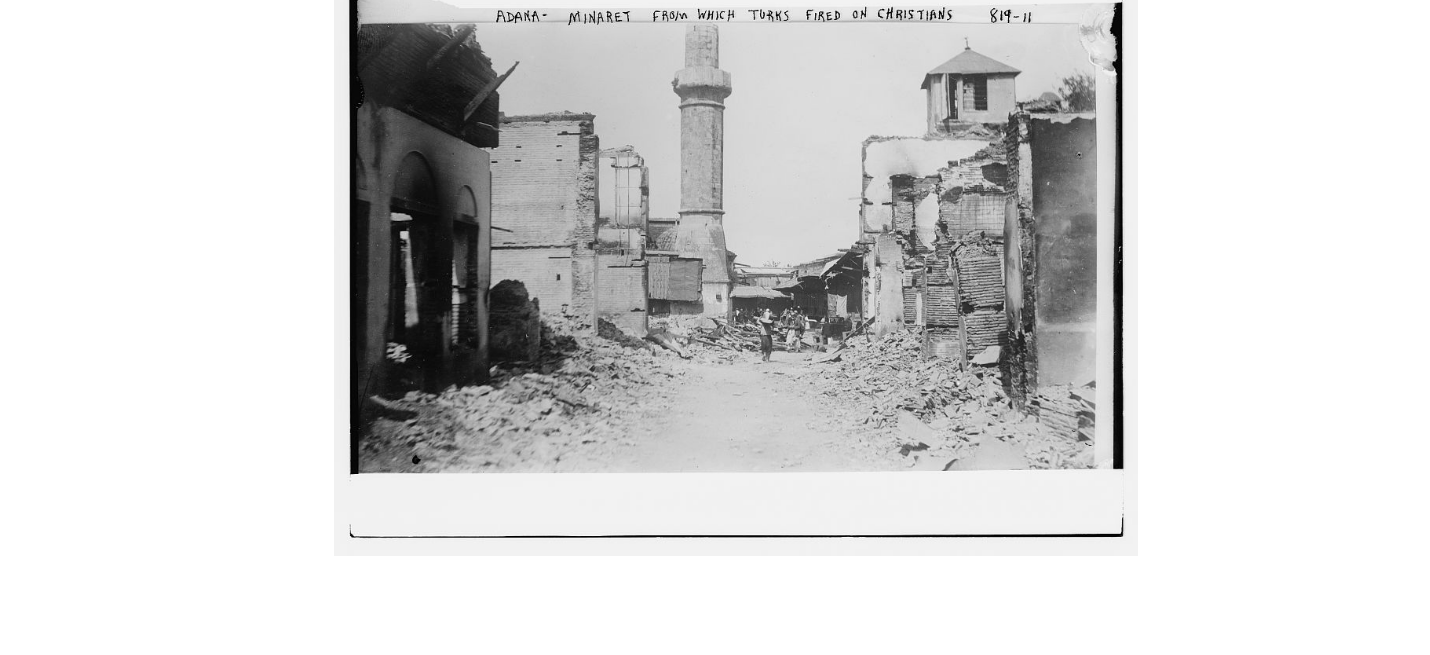 ADANA- MINARET FROM WHICH TURKS FIRED ON CHRISTIANS 819-11